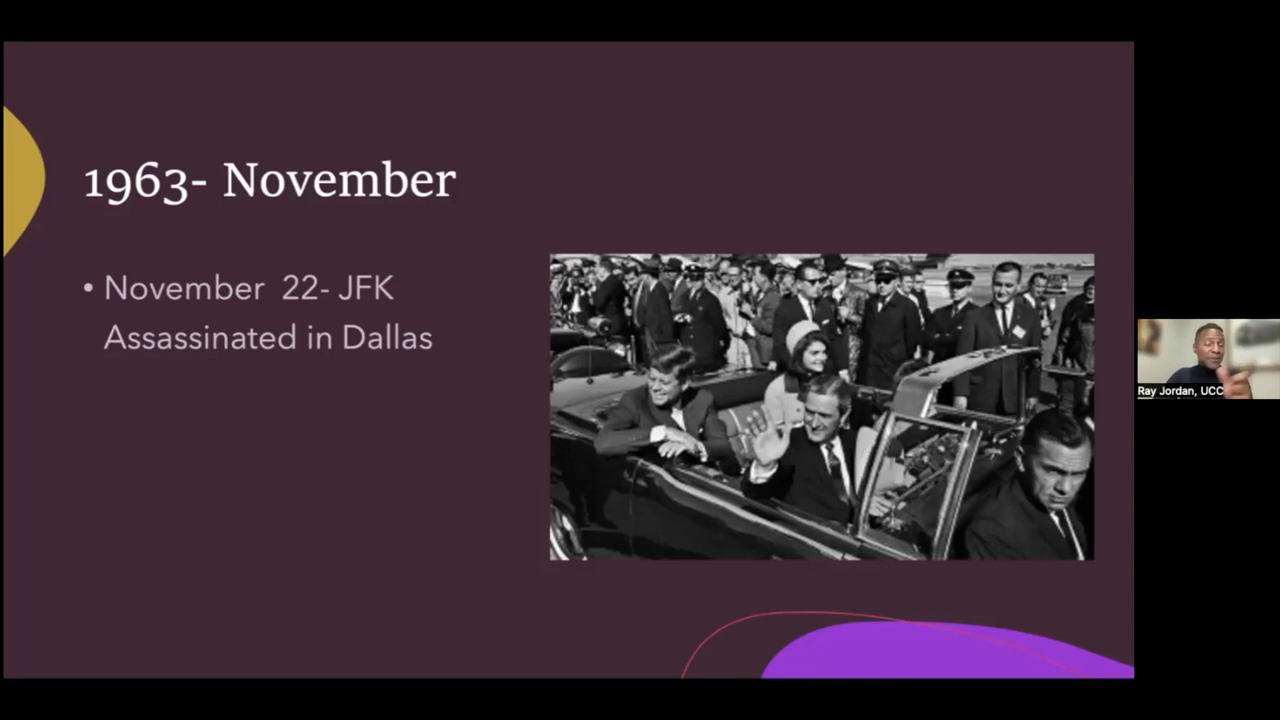 1963- November
• November  22- JFK
Assassinated in Dallas
Ray Jordan, UCC